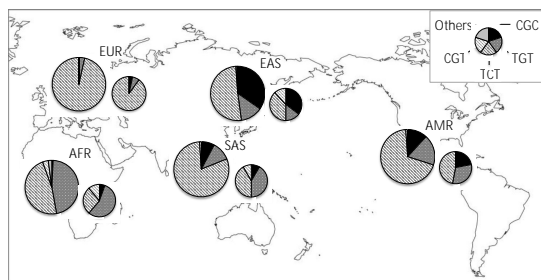 EUR
EAS
AFR
SAS
AMR
Others
CGC
CGT
TGT
TCT